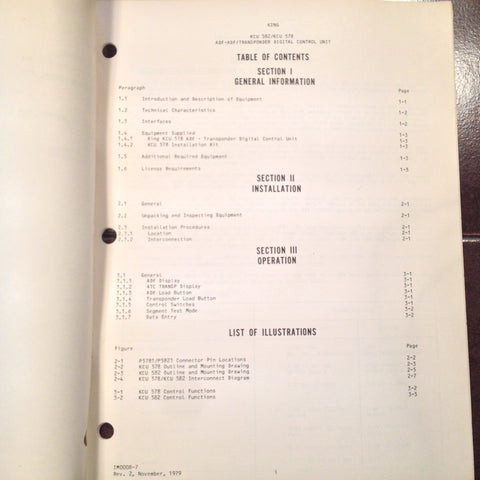 KING
KCU 582/KCU 578
ADF-ADF/TRANSPONDER DIGITAL CONTROL UNIT
TABLE OF CONTENTS
SECTION I
GENERAL INFORMATION
Paragraph Page
1.1 Introduction and Description of Equipment 1-1
1.2 Technical Characteristics 1-2
1.3 Interfaces 1-2
1.4 Equipment Supplied 1-3
1.4.1 King KCU 578 ADF - Transponder Digital Control Unit 1-3
1.4.2 KCU 578 Installation Kit 1-3
1.5 Additional Required Equipment 1-3
1.6 License Requirements 1-3
SECTION II
INSTALLATION
2.1 General 2-1
2.2 Unpacking and Inspecting Equipment 2-1
2.3 Installation Procedures 2-1
2.3.1 Location 2-1
2.3.2 Interconnection 2-1
SECTION III
OPERATION
3.1 General 3-1
3.1.1 ADF Display 3-1
3.1.2 ATC TRANSP Display 3-1
3.1.3 ADF Load Button 3-1
3.1.4 Transponder Load Button 3-1
3.1.5 Control Switches 3-1
3.1.6 Segment Test Mode 3-2
3.1.7 Data Entry 3-2
LIST OF ILLUSTRATIONS
Figure Page
2-1 P5781/P5821 Connector Pin Locations 2-2
2-2 KCU 578 Outline and Mounting Drawing 2-3
2-3 KCU 582 Outline and Mounting Drawing 2-5
2-4 KCU 578/KCU 582 Interconnect Diagram 2-7
3-1 KCU 578 Control Functions 3-2
3-2 KCU 582 Control Functions 3-3
IM0008-7
Rev. 2, November, 1979 1